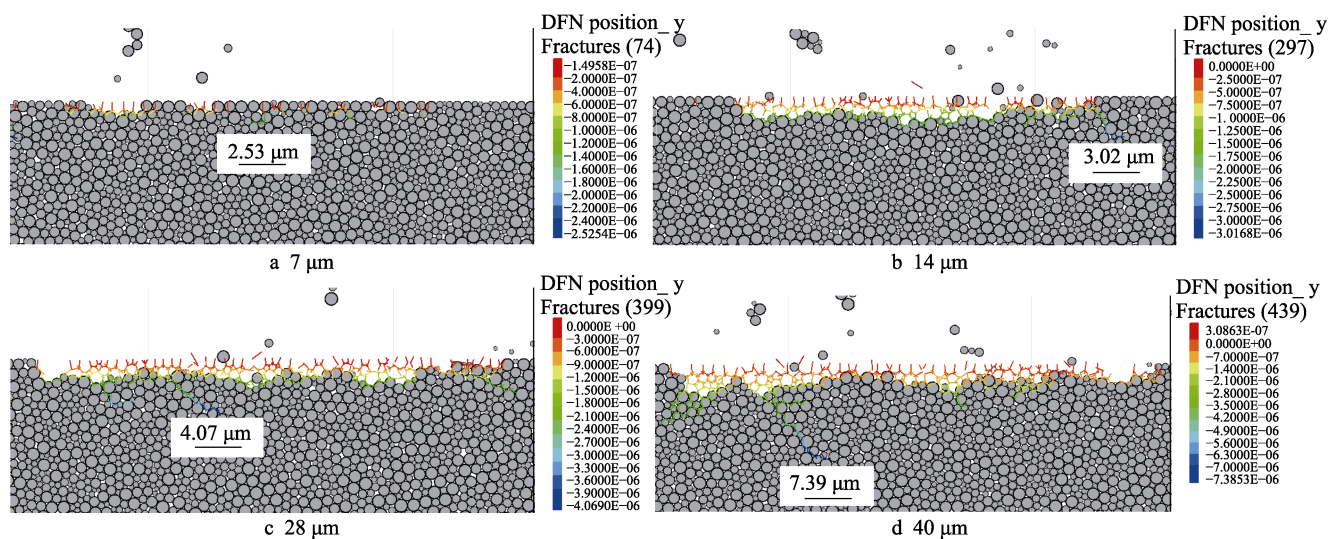 DFN position_ y
Fractures (74)
-1.4958E-07
-2.0000E-07
-4.0000E-07
-6.0000E-07
-8.0000E-07
-1.0000E-06
-1.2000E-06
-1.4000E-06
-1.6000E-06
-1.8000E-06
-2.0000E-06
-2.2000E-06
-2.4000E-06
-2.5254E-06
2.53 μm
a 7 μm
DFN position_ y
Fractures (297)
0.0000E+00
-2.5000E-07
-5.0000E-07
-7.5000E-07
-1. 0000E-06
-1.2500E-06
-1.5000E-06
-1.7500E-06
-2.0000E-06
-2.2500E-06
-2.5000E-06
-2.7500E-06
-3.0000E-06
-3.0168E-06
3.02 μm
b 14 μm
DFN position_ y
Fractures (399)
0.0000E +00
-3.0000E-07
-6.0000E-07
-9.0000E-07
-1.2000E-06
-1.5000E-06
-1.8000E-06
-2.1000E-06
-2.4000E-06
-2.7000E-06
-3.0000E-06
-3.3000E-06
-3.6000E-06
-3.9000E-06
-4.0690E-06
4.07 μm
c 28 μm
DFN position_ y
Fractures (439)
3.0863E-07
0.0000E+00
-7.0000E-07
-1.4000E-06
-2.1000E-06
-2.8000E-06
-3.5000E-06
-4.2000E-06
-4.9000E-06
-5.6000E-06
-6.3000E-06
-7.0000E-06
-7.3853E-06
7.39 μm
d 40 μm